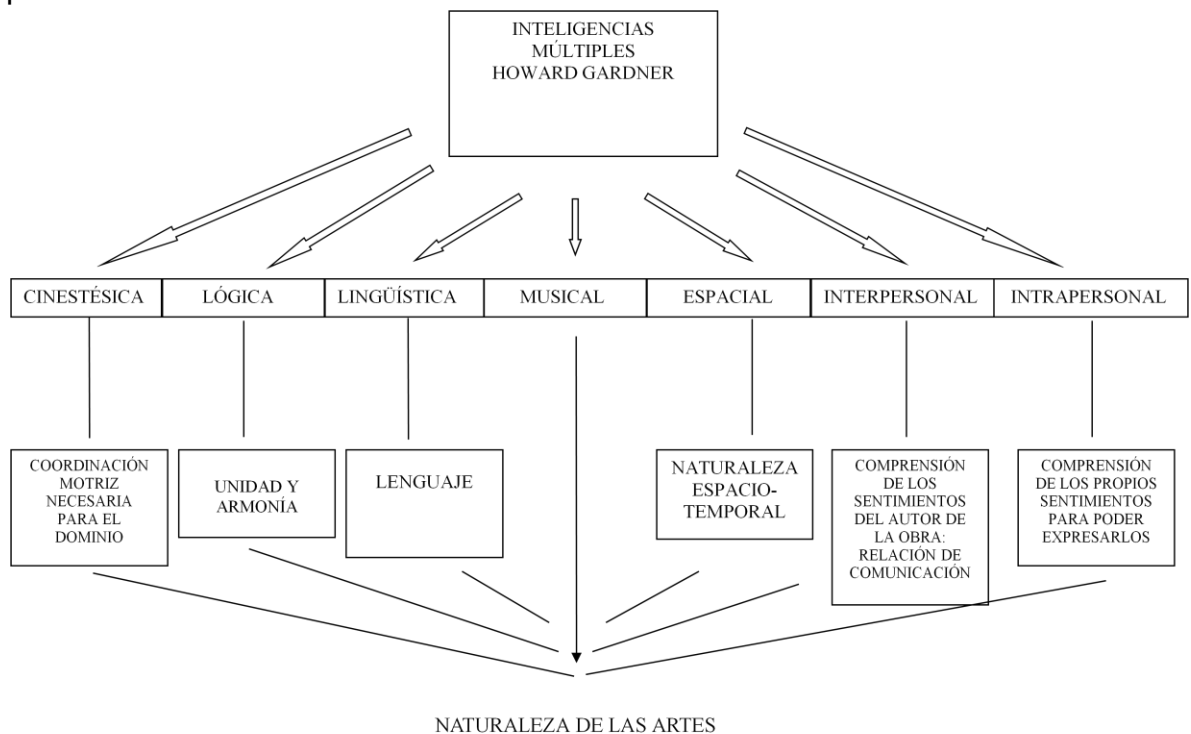 INTELIGENCIAS
MÚLTIPLES
HOWARD GARDNER
CINESTÉSICA
LÓGICA
LINGÜÍSTICA
MUSICAL
ESPACIAL
INTERPERSONAL
INTRAPERSONAL
COORDINACIÓN
MOTRIZ
NECESARIA
PARA EL
DOMINIO
UNIDAD Y
ARMONÍA
LENGUAJE
NATURALEZA
ESPACIO-
TEMPORAL
COMPRENSIÓN
DE LOS
SENTIMIENTOS
DEL AUTOR DE
LA OBRA:
RELACIÓN DE
COMUNICACIÓN
COMPRENSIÓN
DE LOS PROPIOS
SENTIMIENTOS
PARA PODER
EXPRESARLOS
NATURALEZA DE LAS ARTES